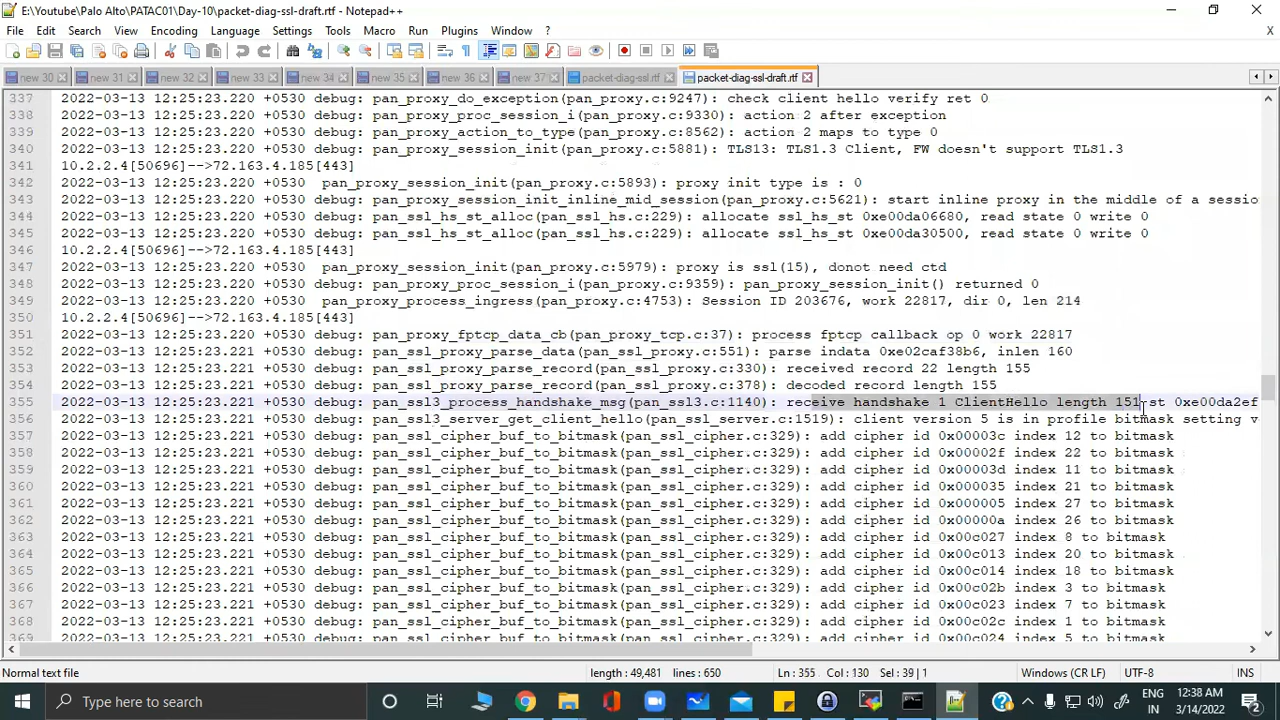 E:\Youtube\Palo Alto\PATAC01\Day-10\packet-diag-ssl-draft.rtf - Notepad++
File Edit Search View Encoding Language Settings Tools Macro Run Plugins Window ?
new 30 new 31 new 32 new 33 new 34 new 35 new 36 new 37 packet-diag-ssl.rtf packet-diag-ssl-draft.rtf
337 2022-03-13 12:25:23.220 +0530 debug: pan_proxy_do_exception(pan_proxy.c:9247): check client hello verify ret 0
338 2022-03-13 12:25:23.220 +0530 debug: pan_proxy_proc_session_i(pan_proxy.c:9330): action 2 after exception
339 2022-03-13 12:25:23.220 +0530 debug: pan_proxy_action_to_type(pan_proxy.c:8562): action 2 maps to type 0
340 2022-03-13 12:25:23.220 +0530 debug: pan_proxy_session_init(pan_proxy.c:5881): TLS13: TLS1.3 Client, FW doesn't support TLS1.3
341 10.2.2.4[50696]-->72.163.4.185[443]
342 2022-03-13 12:25:23.220 +0530 pan_proxy_session_init(pan_proxy.c:5893): proxy init type is : 0
343 2022-03-13 12:25:23.220 +0530 debug: pan_proxy_session_init_inline_mid_session(pan_proxy.c:5621): start inline proxy in the middle of a sessio
344 2022-03-13 12:25:23.220 +0530 debug: pan_ssl_hs_st_alloc(pan_ssl_hs.c:229): allocate ssl_hs_st 0xe00da06680, read state 0 write 0
345 2022-03-13 12:25:23.220 +0530 debug: pan_ssl_hs_st_alloc(pan_ssl_hs.c:229): allocate ssl_hs_st 0xe00da30500, read state 0 write 0
346 10.2.2.4[50696]-->72.163.4.185[443]
347 2022-03-13 12:25:23.220 +0530 pan_proxy_session_init(pan_proxy.c:5979): proxy is ssl(15), donot need ctd
348 2022-03-13 12:25:23.220 +0530 debug: pan_proxy_proc_session_i(pan_proxy.c:9359): pan_proxy_session_init() returned 0
349 2022-03-13 12:25:23.220 +0530 pan_proxy_process_ingress(pan_proxy.c:4753): Session ID 203676, work 22817, dir 0, len 214
350 10.2.2.4[50696]-->72.163.4.185[443]
351 2022-03-13 12:25:23.220 +0530 debug: pan_proxy_fptcp_data_cb(pan_proxy_tcp.c:37): process fptcp callback op 0 work 22817
352 2022-03-13 12:25:23.221 +0530 debug: pan_ssl_proxy_parse_data(pan_ssl_proxy.c:551): parse indata 0xe02caf38b6, inlen 160
353 2022-03-13 12:25:23.221 +0530 debug: pan_ssl_proxy_parse_record(pan_ssl_proxy.c:330): received record 22 length 155
354 2022-03-13 12:25:23.221 +0530 debug: pan_ssl_proxy_parse_record(pan_ssl_proxy.c:378): decoded record length 155
355 2022-03-13 12:25:23.221 +0530 debug: pan_ssl3_process_handshake_msg(pan_ssl3.c:1140): receive handshake 1 ClientHello length 151 st 0xe00da2ef
356 2022-03-13 12:25:23.221 +0530 debug: pan_ssl3_server_get_client_hello(pan_ssl_server.c:1519): client version 5 is in profile bitmask setting v
357 2022-03-13 12:25:23.221 +0530 debug: pan_ssl_cipher_buf_to_bitmask(pan_ssl_cipher.c:329): add cipher id 0x00003c index 12 to bitmask
358 2022-03-13 12:25:23.221 +0530 debug: pan_ssl_cipher_buf_to_bitmask(pan_ssl_cipher.c:329): add cipher id 0x00002f index 22 to bitmask
359 2022-03-13 12:25:23.221 +0530 debug: pan_ssl_cipher_buf_to_bitmask(pan_ssl_cipher.c:329): add cipher id 0x00003d index 11 to bitmask
360 2022-03-13 12:25:23.221 +0530 debug: pan_ssl_cipher_buf_to_bitmask(pan_ssl_cipher.c:329): add cipher id 0x000035 index 21 to bitmask
361 2022-03-13 12:25:23.221 +0530 debug: pan_ssl_cipher_buf_to_bitmask(pan_ssl_cipher.c:329): add cipher id 0x000005 index 27 to bitmask
362 2022-03-13 12:25:23.221 +0530 debug: pan_ssl_cipher_buf_to_bitmask(pan_ssl_cipher.c:329): add cipher id 0x00000a index 26 to bitmask
363 2022-03-13 12:25:23.221 +0530 debug: pan_ssl_cipher_buf_to_bitmask(pan_ssl_cipher.c:329): add cipher id 0x00c027 index 8 to bitmask
364 2022-03-13 12:25:23.221 +0530 debug: pan_ssl_cipher_buf_to_bitmask(pan_ssl_cipher.c:329): add cipher id 0x00c013 index 20 to bitmask
365 2022-03-13 12:25:23.221 +0530 debug: pan_ssl_cipher_buf_to_bitmask(pan_ssl_cipher.c:329): add cipher id 0x00c014 index 18 to bitmask
366 2022-03-13 12:25:23.221 +0530 debug: pan_ssl_cipher_buf_to_bitmask(pan_ssl_cipher.c:329): add cipher id 0x00c02b index 3 to bitmask
367 2022-03-13 12:25:23.221 +0530 debug: pan_ssl_cipher_buf_to_bitmask(pan_ssl_cipher.c:329): add cipher id 0x00c023 index 7 to bitmask
368 2022-03-13 12:25:23.221 +0530 debug: pan_ssl_cipher_buf_to_bitmask(pan_ssl_cipher.c:329): add cipher id 0x00c02c index 1 to bitmask
369 2022-03-13 12:25:23.221 +0530 debug: pan_ssl_cipher_buf_to_bitmask(pan_ssl_cipher.c:329): add cipher id 0x00c024 index 5 to bitmask
Normal text file length : 49,481 lines : 650 Ln : 355 Col : 130 Sel : 39 | 1 Windows (CR LF) UTF-8 INS
Type here to search ENG IN 12:38 AM 3/14/2022 2